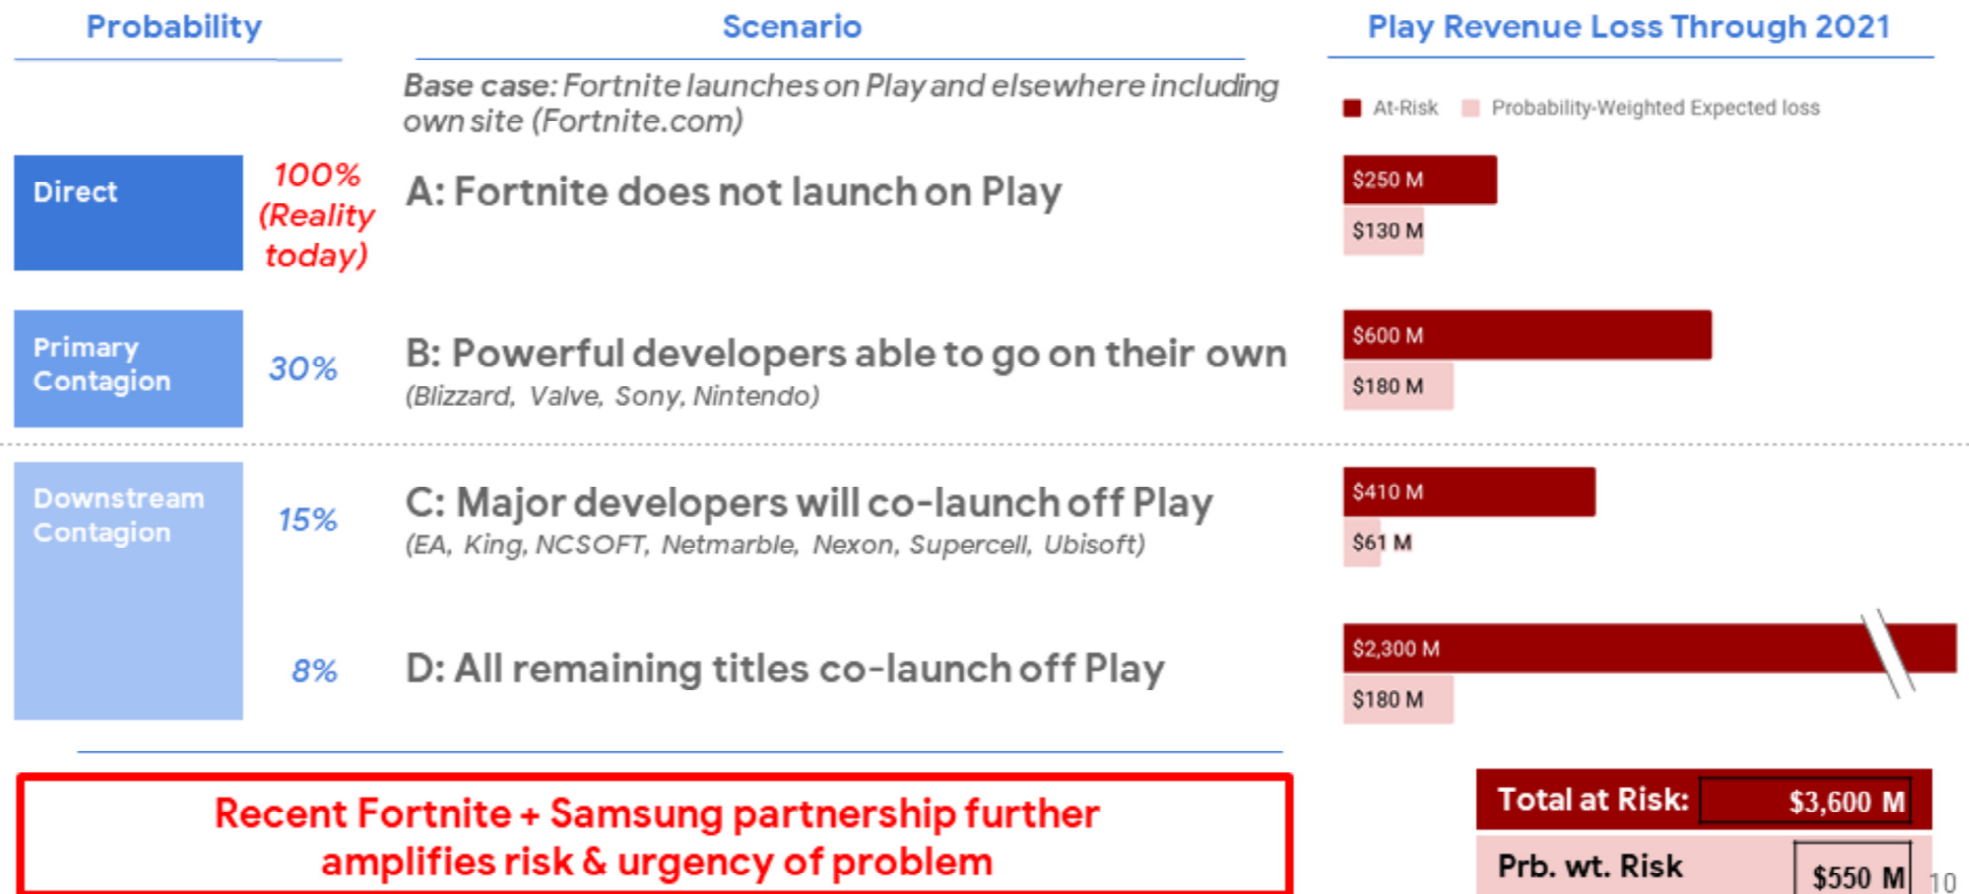 Probability
Scenario
Play Revenue Loss Through 2021
Base case: Fortnite launches on Play and elsewhere including
own site (Fortnite.com)
At-Risk
Probability-Weighted Expected loss
Direct
100%
(Reality
today)
A: Fortnite does not launch on Play
$250 M
$130 M
Primary
Contagion
30%
B: Powerful developers able to go on their own
(Blizzard, Valve, Sony, Nintendo)
$600 M
$180 M
Downstream
Contagion
15%
C: Major developers will co-launch off Play
(EA, King, NCSOFT, Netmarble, Nexon, Supercell, Ubisoft)
$410 M
$61 M
8%
D: All remaining titles co-launch off Play
$2,300 M
$180 M
Recent Fortnite + Samsung partnership further
amplifies risk & urgency of problem
Total at Risk: $3,600 M
Prb. wt. Risk $550 M
10